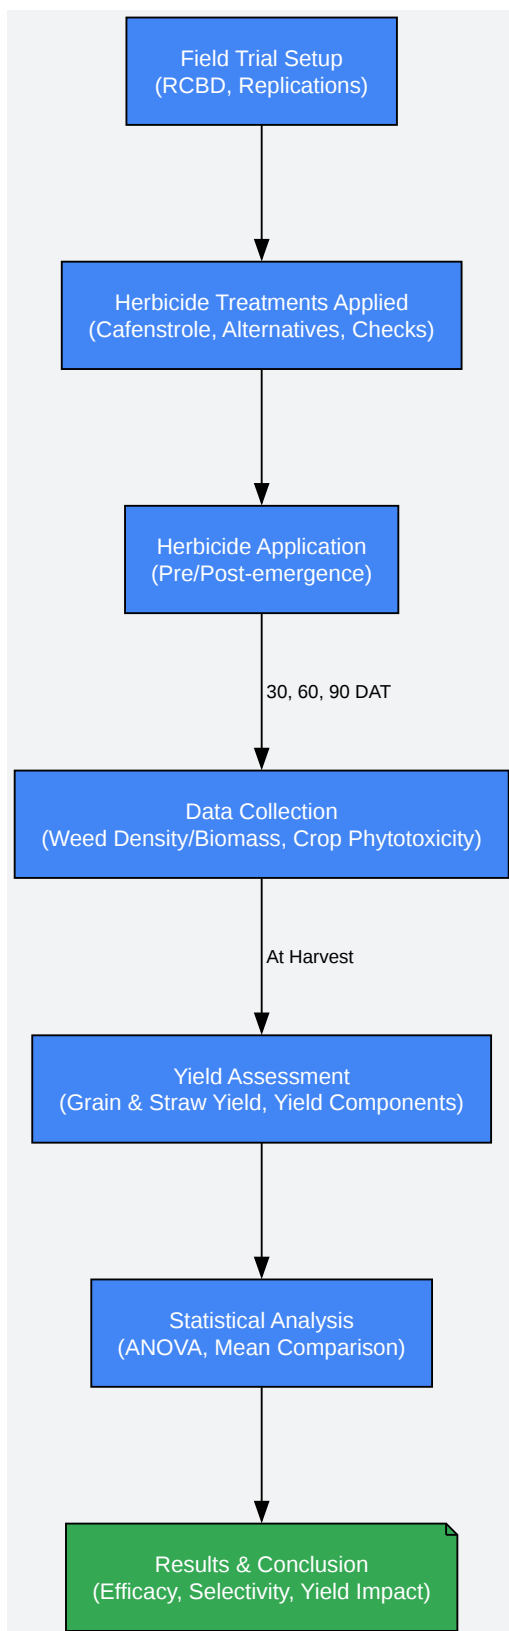 Field Trial Setup
(RCBD, Replications)
Herbicide Treatments Applied
(Cafenstrole, Alternatives, Checks)
Herbicide Application
(Pre/Post-emergence)
30, 60, 90 DAT
Data Collection
(Weed Density/Biomass, Crop Phytotoxicity)
At Harvest
Yield Assessment
(Grain & Straw Yield, Yield Components)
Statistical Analysis
(ANOVA, Mean Comparison)
Results & Conclusion
(Efficacy, Selectivity, Yield Impact)